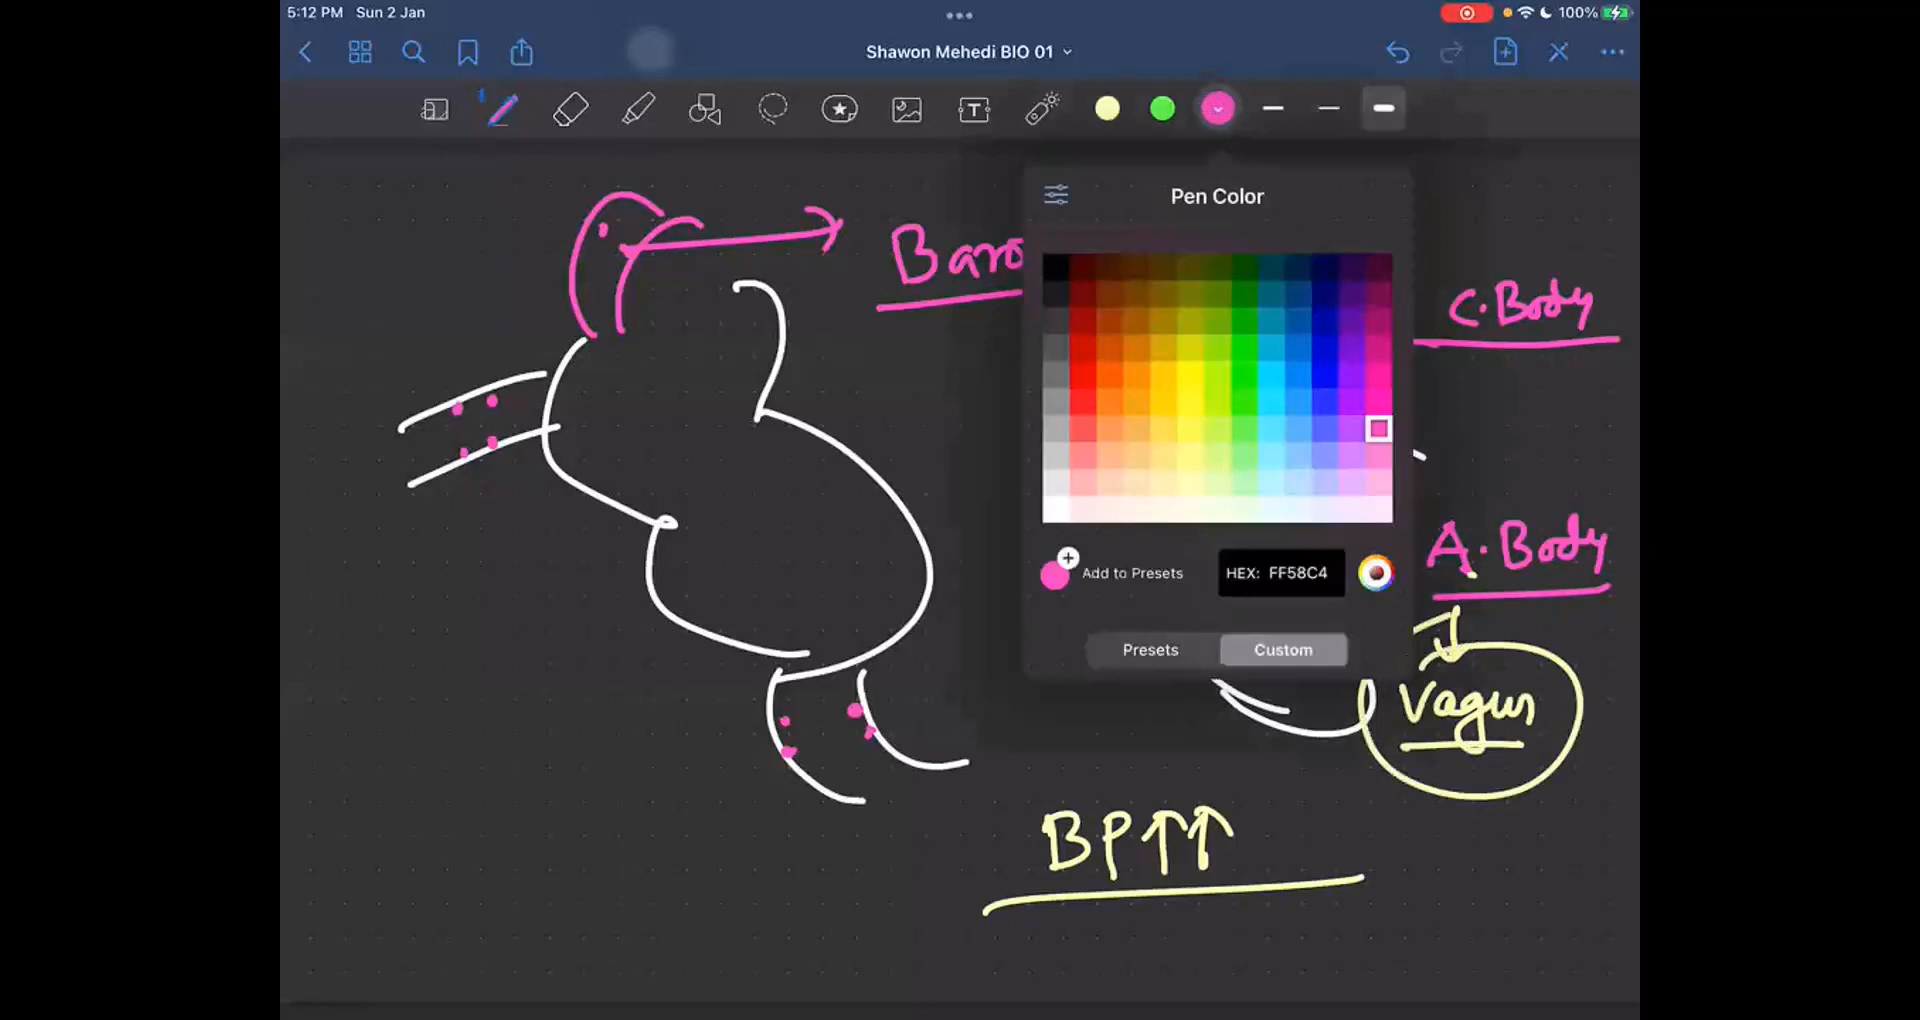 5:12 PM Sun 2 Jan
100%
Shawon Mehedi BIO 01
T
Pen Color
Baro
C. Body
Add to Presets
HEX: FF58C4
A. Body
Presets
Custom
Vagus
BP↑↑